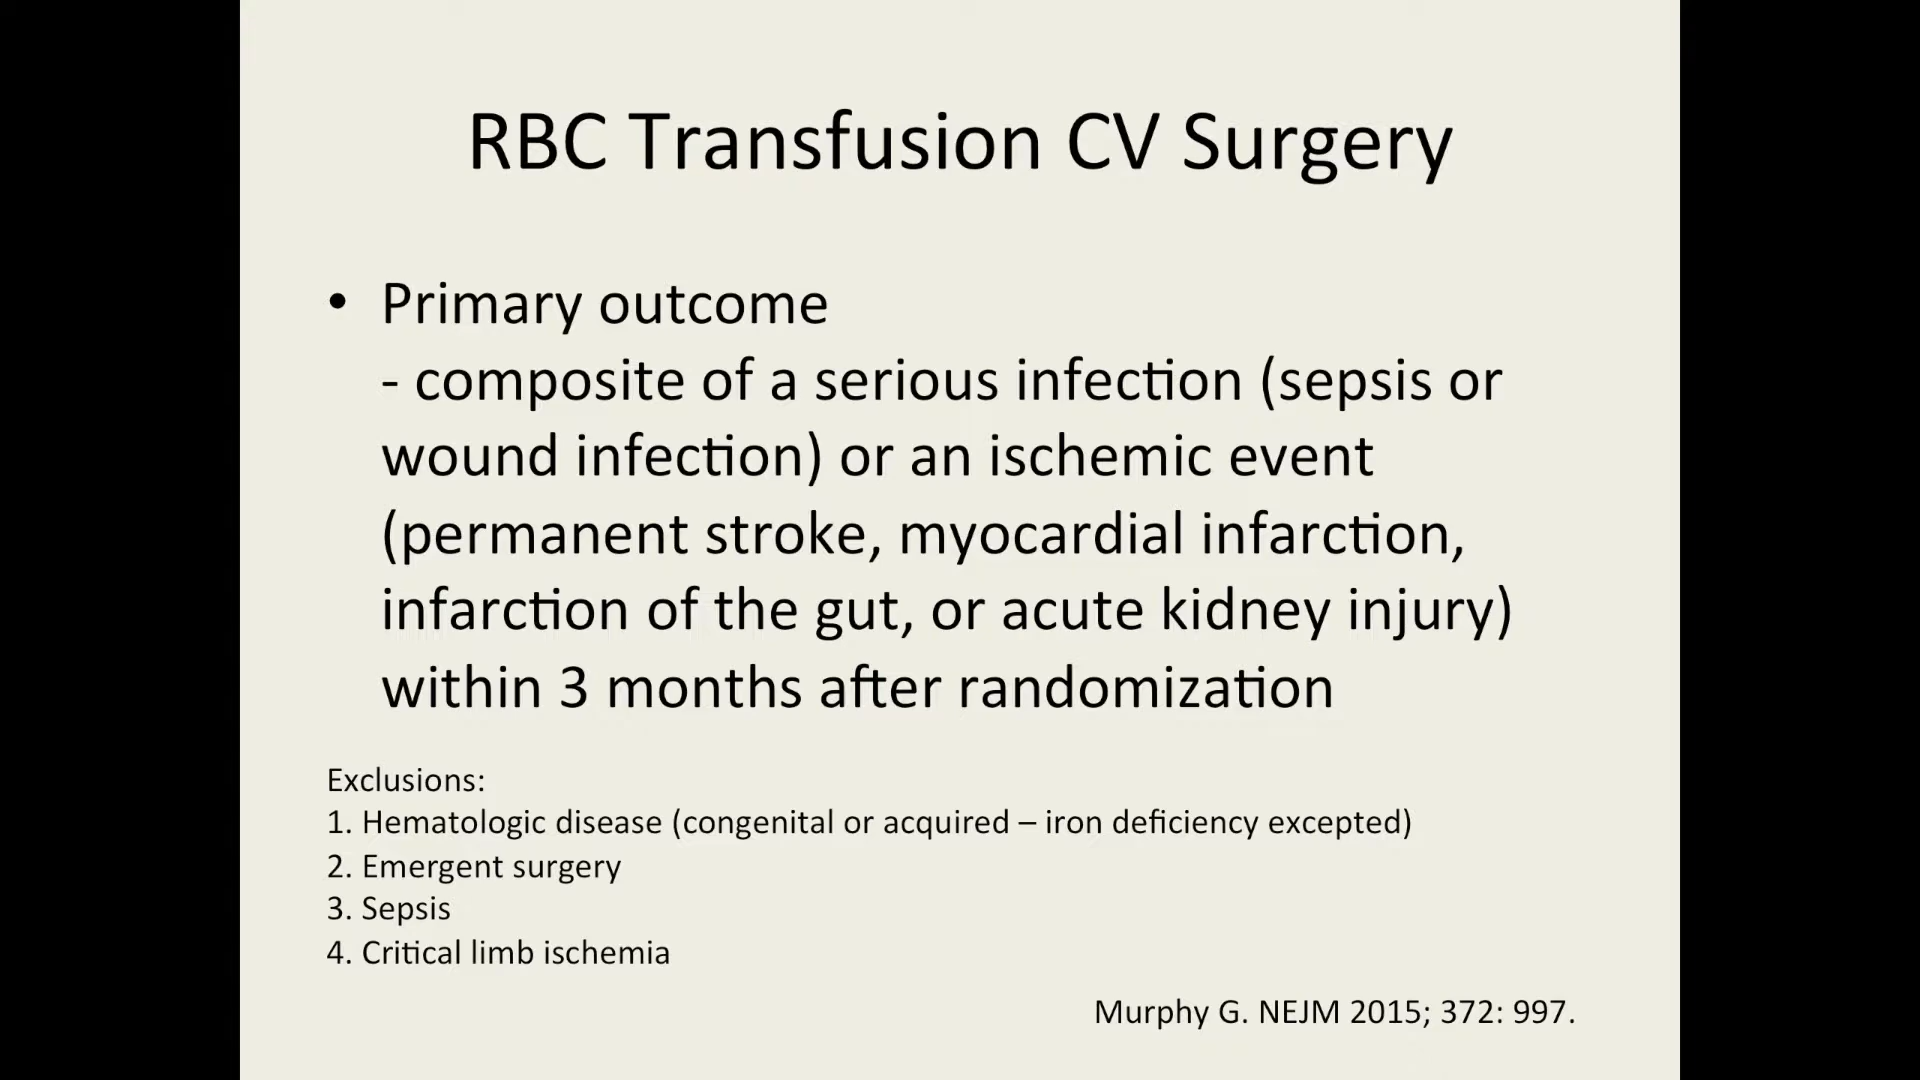 RBC Transfusion CV Surgery
• Primary outcome
- composite of a serious infection (sepsis or
wound infection) or an ischemic event
(permanent stroke, myocardial infarction,
infarction of the gut, or acute kidney injury)
within 3 months after randomization
Exclusions:
1. Hematologic disease (congenital or acquired – iron deficiency excepted)
2. Emergent surgery
3. Sepsis
4. Critical limb ischemia
Murphy G. NEJM 2015; 372: 997.